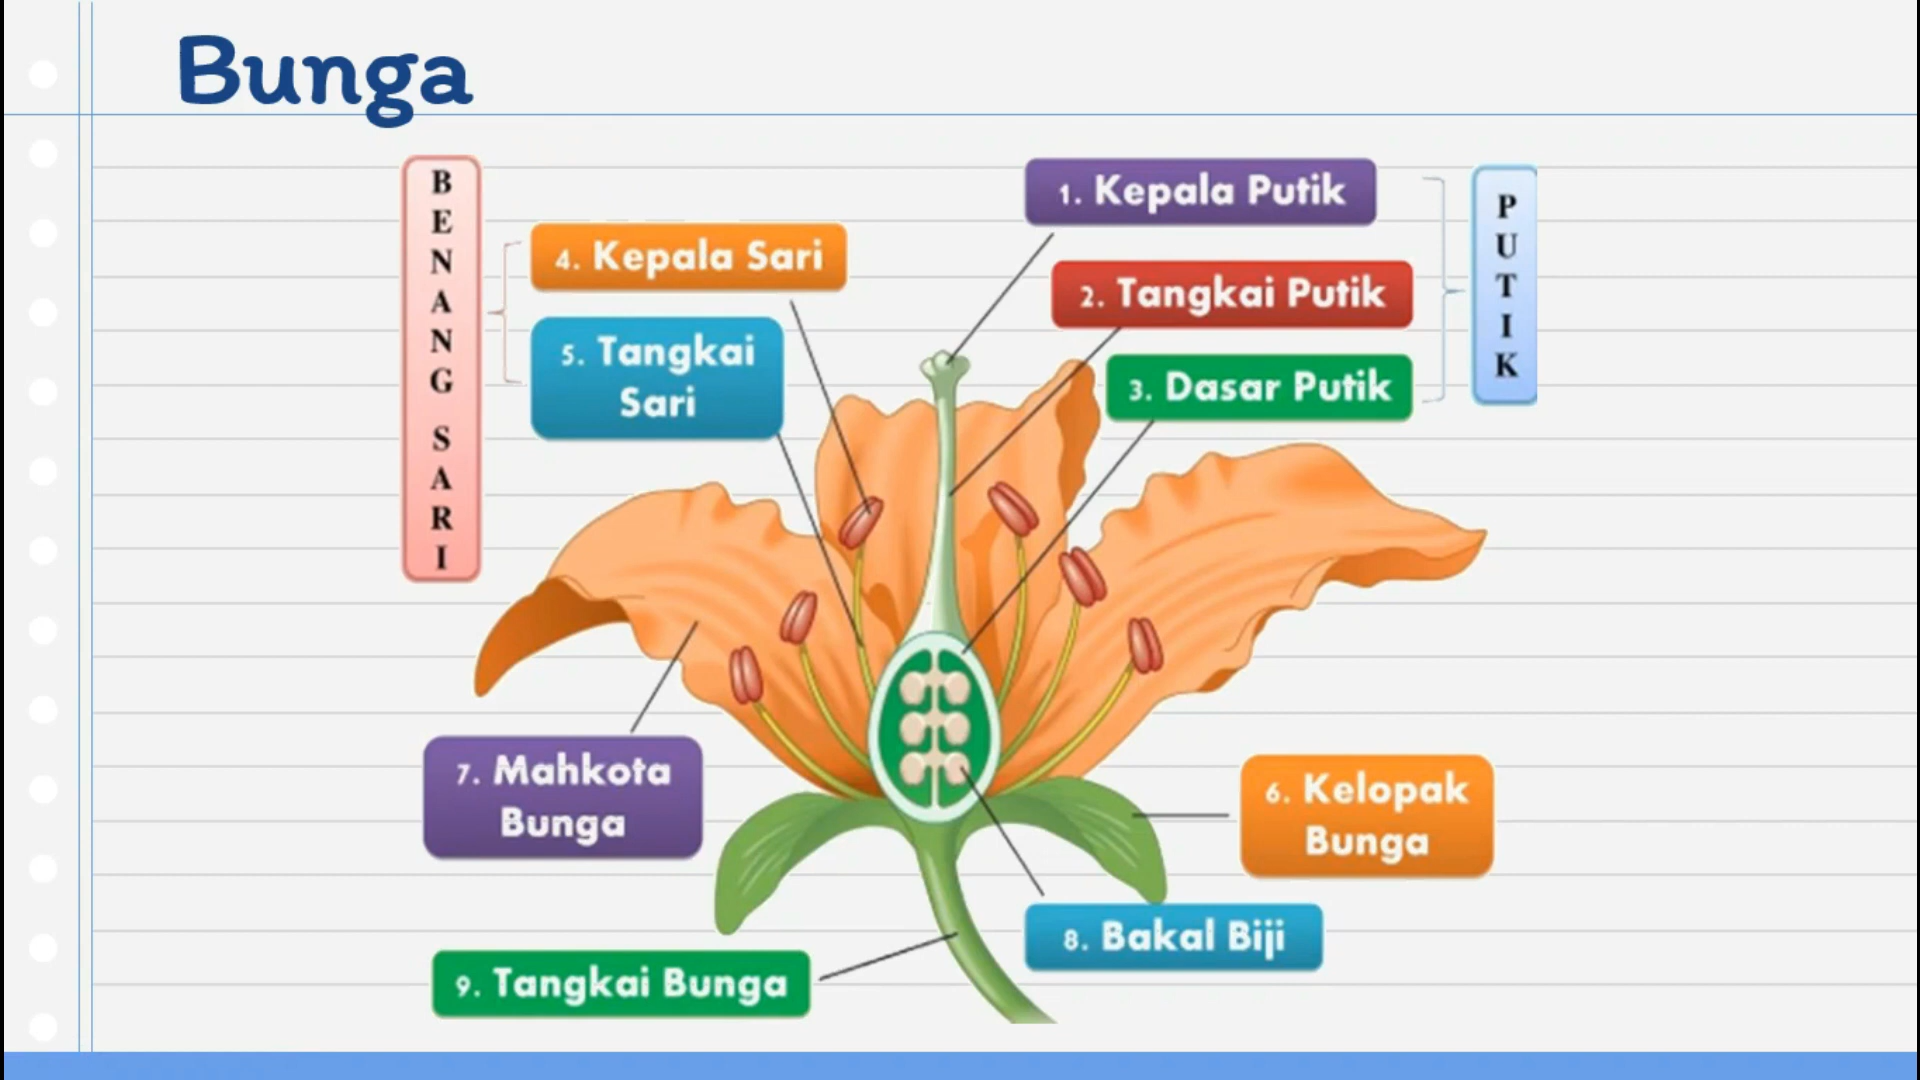 Bunga
BENANG SARI
4. Kepala Sari
5. Tangkai
Sari
1. Kepala Putik
2. Tangkai Putik
3. Dasar Putik
PUTIK
7. Mahkota
Bunga
6. Kelopak
Bunga
8. Bakal Biji
9. Tangkai Bunga